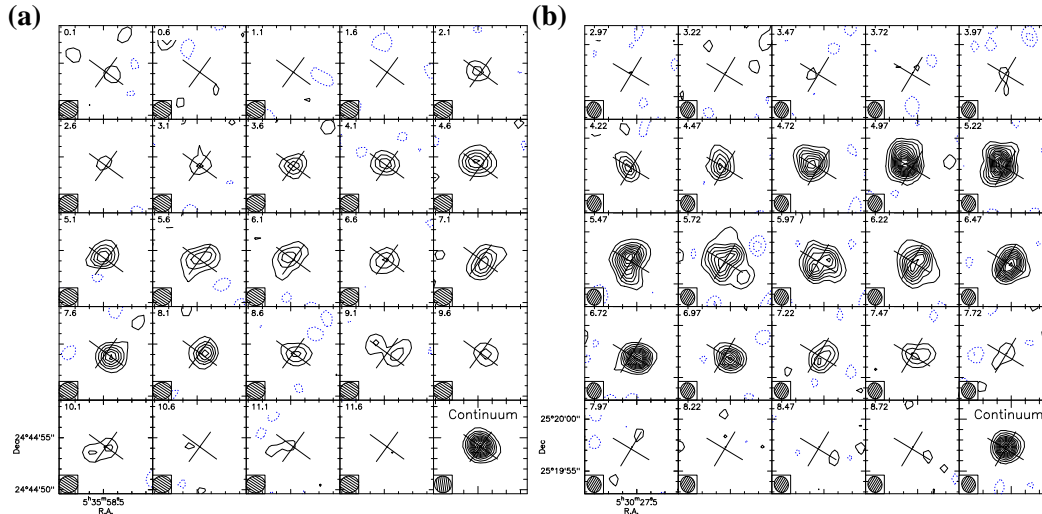 (a)
(b)
0.1 0.6 1.1 1.6 2.1
2.6 3.1 3.6 4.1 4.6
5.1 5.6 6.1 6.6 7.1
7.6 8.1 8.6 9.1 9.6
10.1 10.6 11.1 11.6 Continuum
Dec
24°44'55"
24°44'50"
5ʰ35ᵐ58ˢ.5
R.A.
2.97 3.22 3.47 3.72 3.97
4.22 4.47 4.72 4.97 5.22
5.47 5.72 5.97 6.22 6.47
6.72 6.97 7.22 7.47 7.72
7.97 8.22 8.47 8.72 Continuum
Dec
25°20'00"
25°19'55"
5ʰ30ᵐ27ˢ.5
R.A.